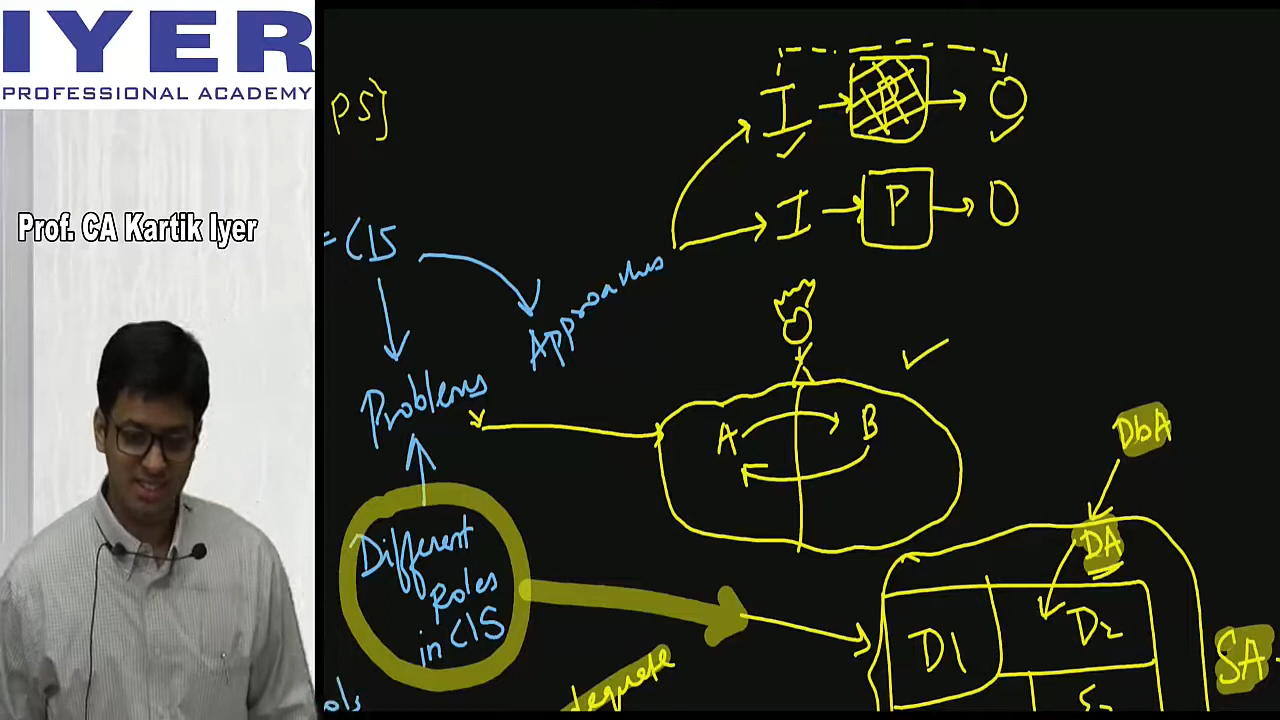 IYER
PROFESSIONAL ACADEMY
Prof. CA Kartik Iyer
PS}
= CIS
Approaches
Problems
Different
Roles
in CIS
I
P
O
I
P
O
A
B
DbA
DA
D1
D2
SA